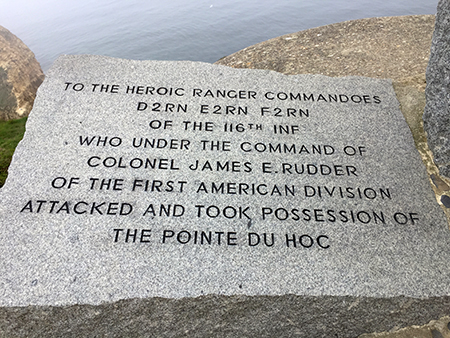 TO THE HEROIC RANGER COMMANDOES
D2RN E2RN F2RN
OF THE 116TH INF
WHO UNDER THE COMMAND OF
COLONEL JAMES E. RUDDER
OF THE FIRST AMERICAN DIVISION
ATTACKED AND TOOK POSSESSION OF
THE POINTE DU HOC